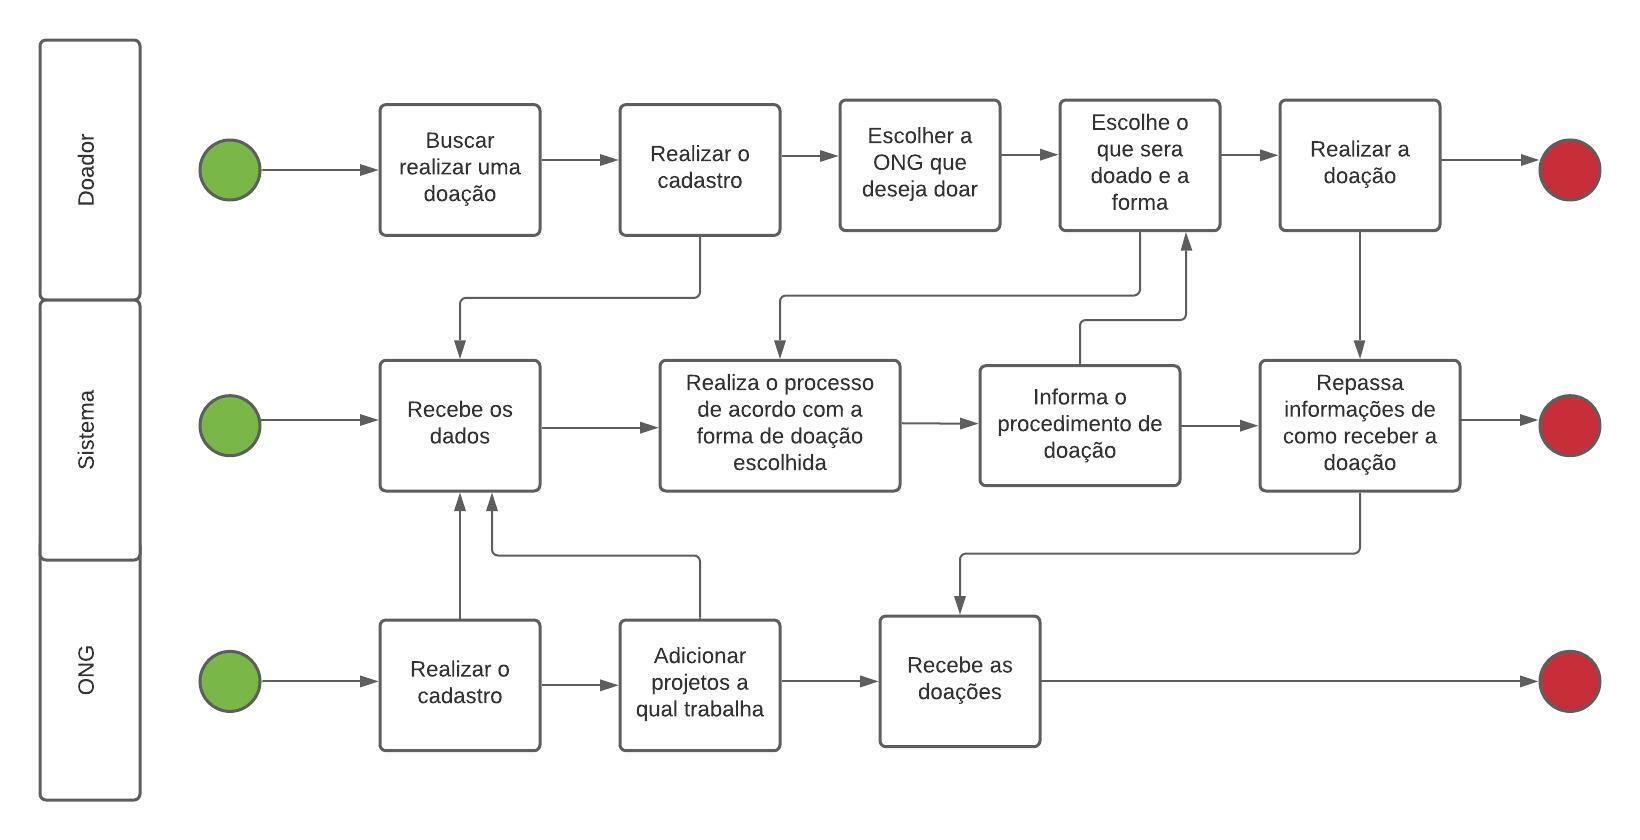 Doador
Buscar
realizar uma
doação
Realizar o
cadastro
Escolher a
ONG que
deseja doar
Escolhe o
que sera
doado e a
forma
Realizar a
doação
Sistema
Recebe os
dados
Realiza o processo
de acordo com a
forma de doação
escolhida
Informa o
procedimento de
doação
Repassa
informações de
como receber a
doação
ONG
Realizar o
cadastro
Adicionar
projetos a
qual trabalha
Recebe as
doações